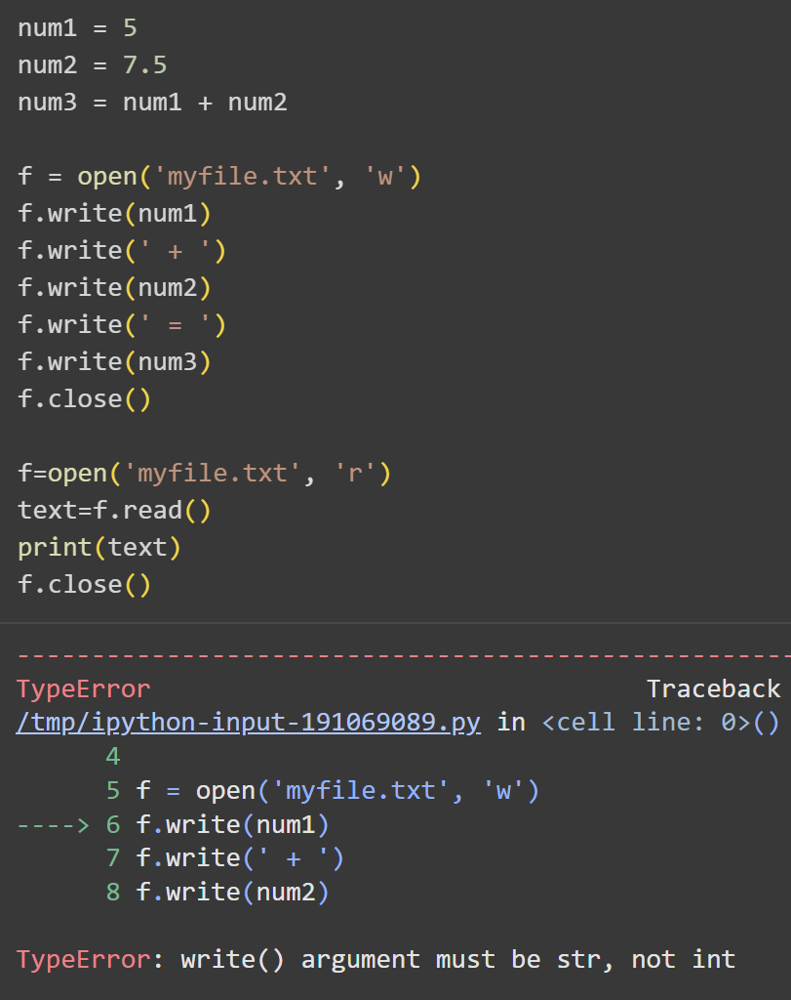 num1 = 5
num2 = 7.5
num3 = num1 + num2
f = open('myfile.txt', 'w')
f.write(num1)
f.write(' + ')
f.write(num2)
f.write(' = ')
f.write(num3)
f.close()
f=open('myfile.txt', 'r')
text=f.read()
print(text)
f.close()
---------------------------------------------------
TypeError Traceback
/tmp/ipython-input-191069089.py in <cell line: 0>()
4
5 f = open('myfile.txt', 'w')
----> 6 f.write(num1)
7 f.write(' + ')
8 f.write(num2)
TypeError: write() argument must be str, not int